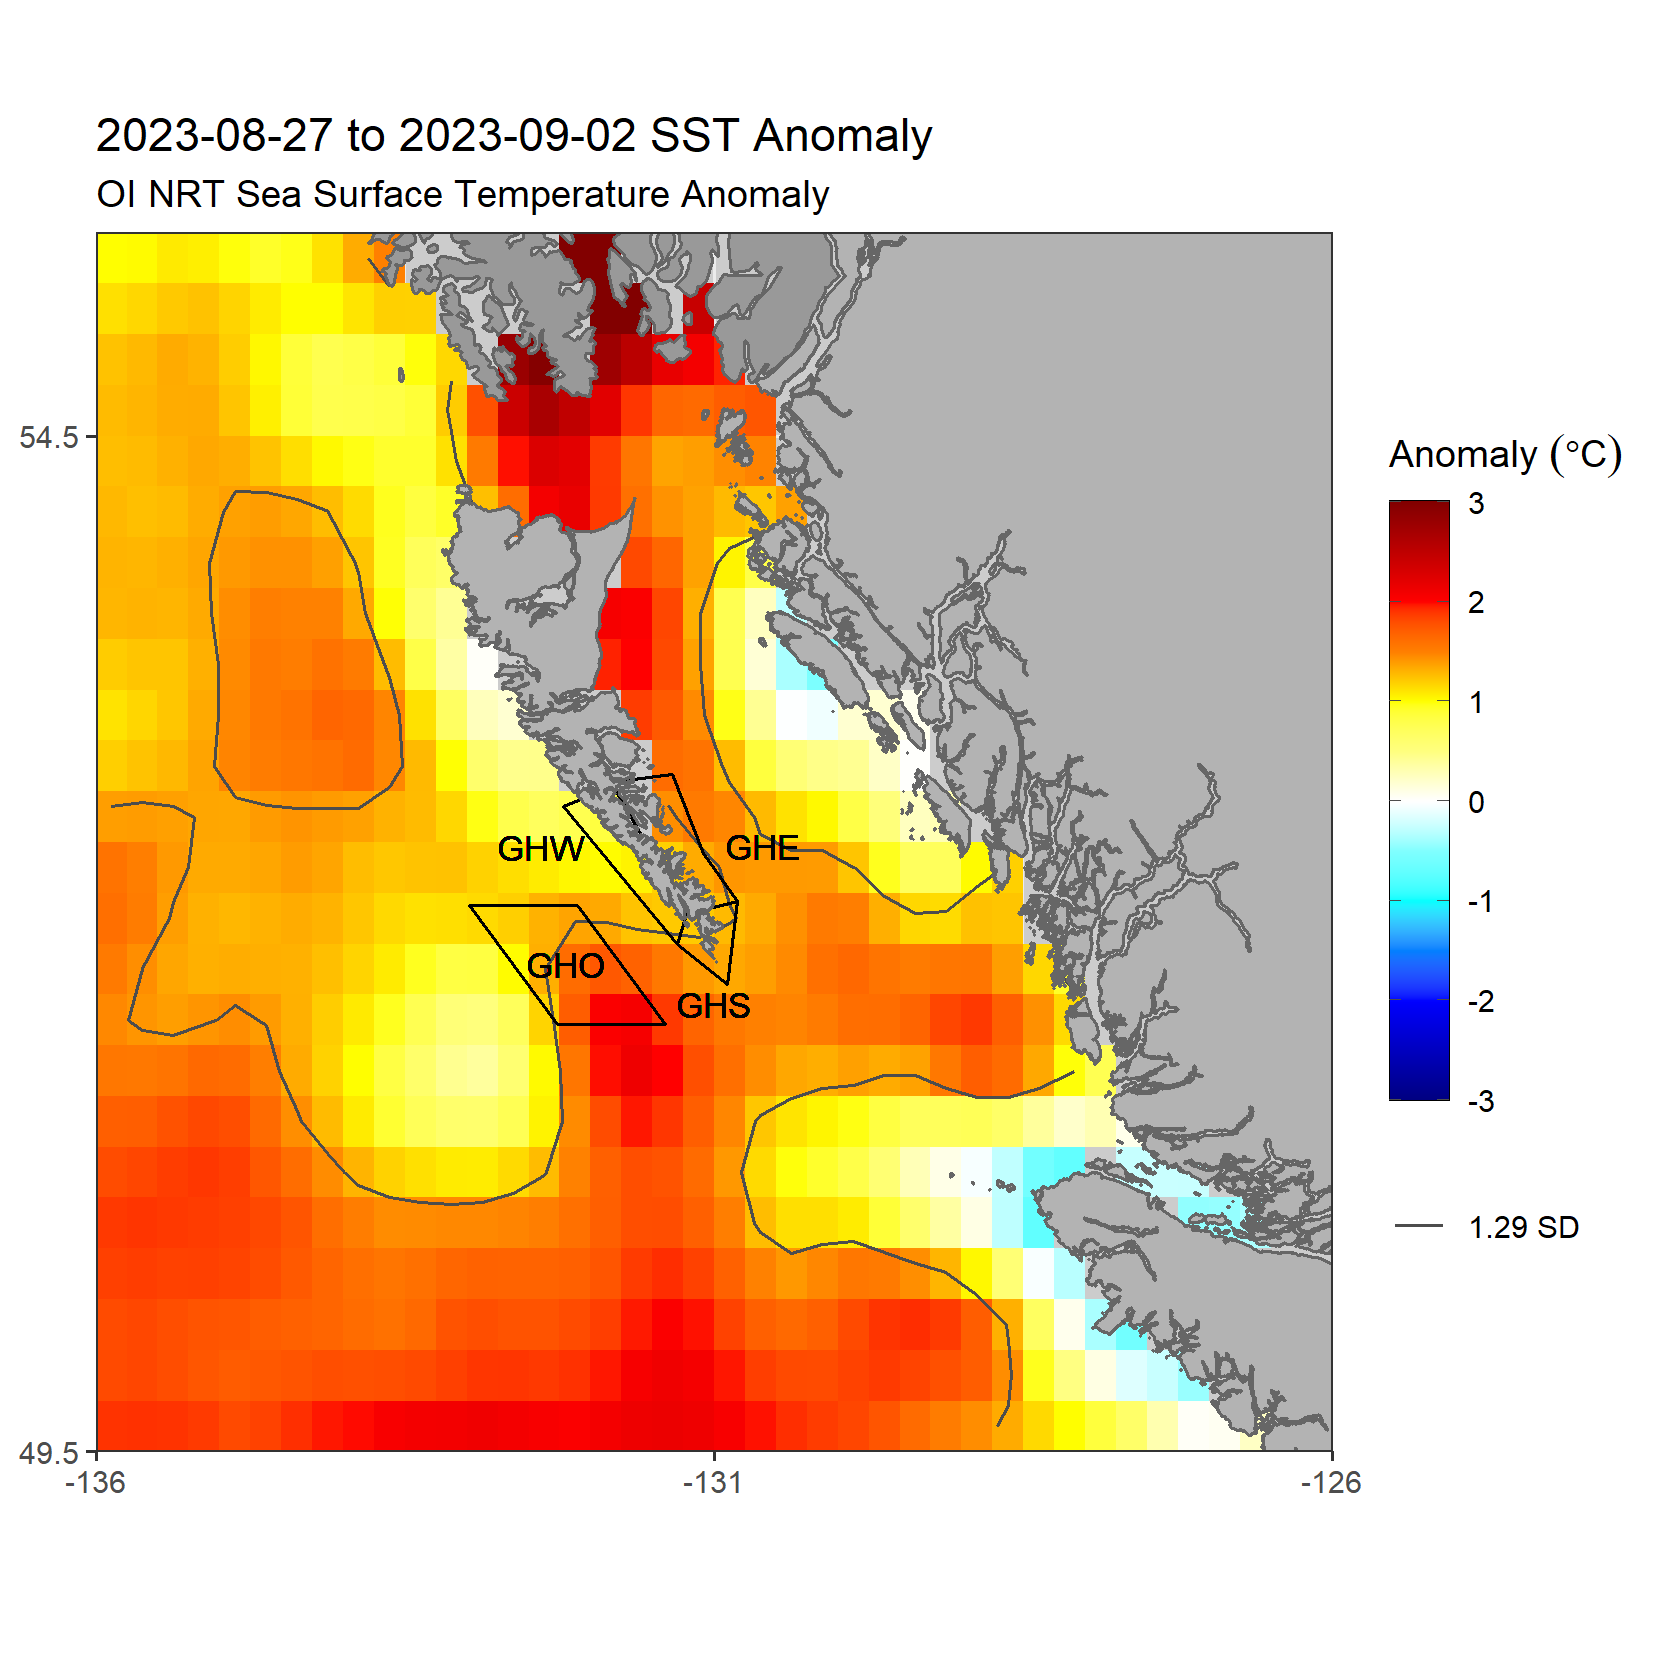 2023-08-27 to 2023-09-02 SST Anomaly
OI NRT Sea Surface Temperature Anomaly
54.5
49.5
-136
-131
-126
GHW
GHE
GHO
GHS
Anomaly (°C)
3
2
1
0
-1
-2
-3
1.29 SD